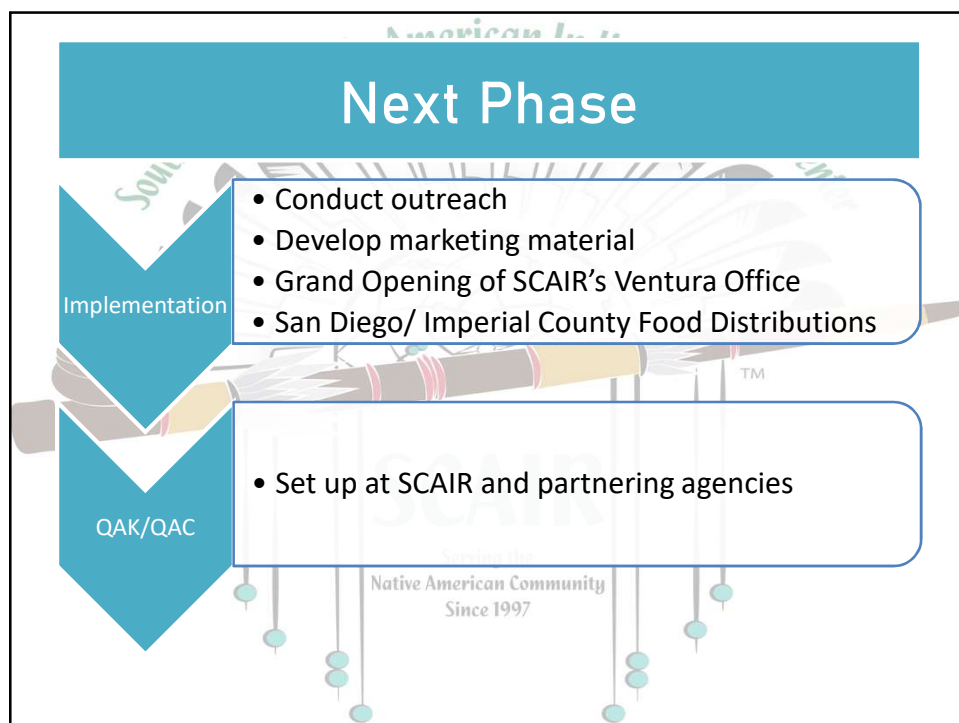 American
Next Phase
Implementation
• Conduct outreach
• Develop marketing material
• Grand Opening of SCAIR’s Ventura Office
• San Diego/ Imperial County Food Distributions
TM
QAK/QAC
• Set up at SCAIR and partnering agencies
SCAIR
Serving the
Native American Community
Since 1997